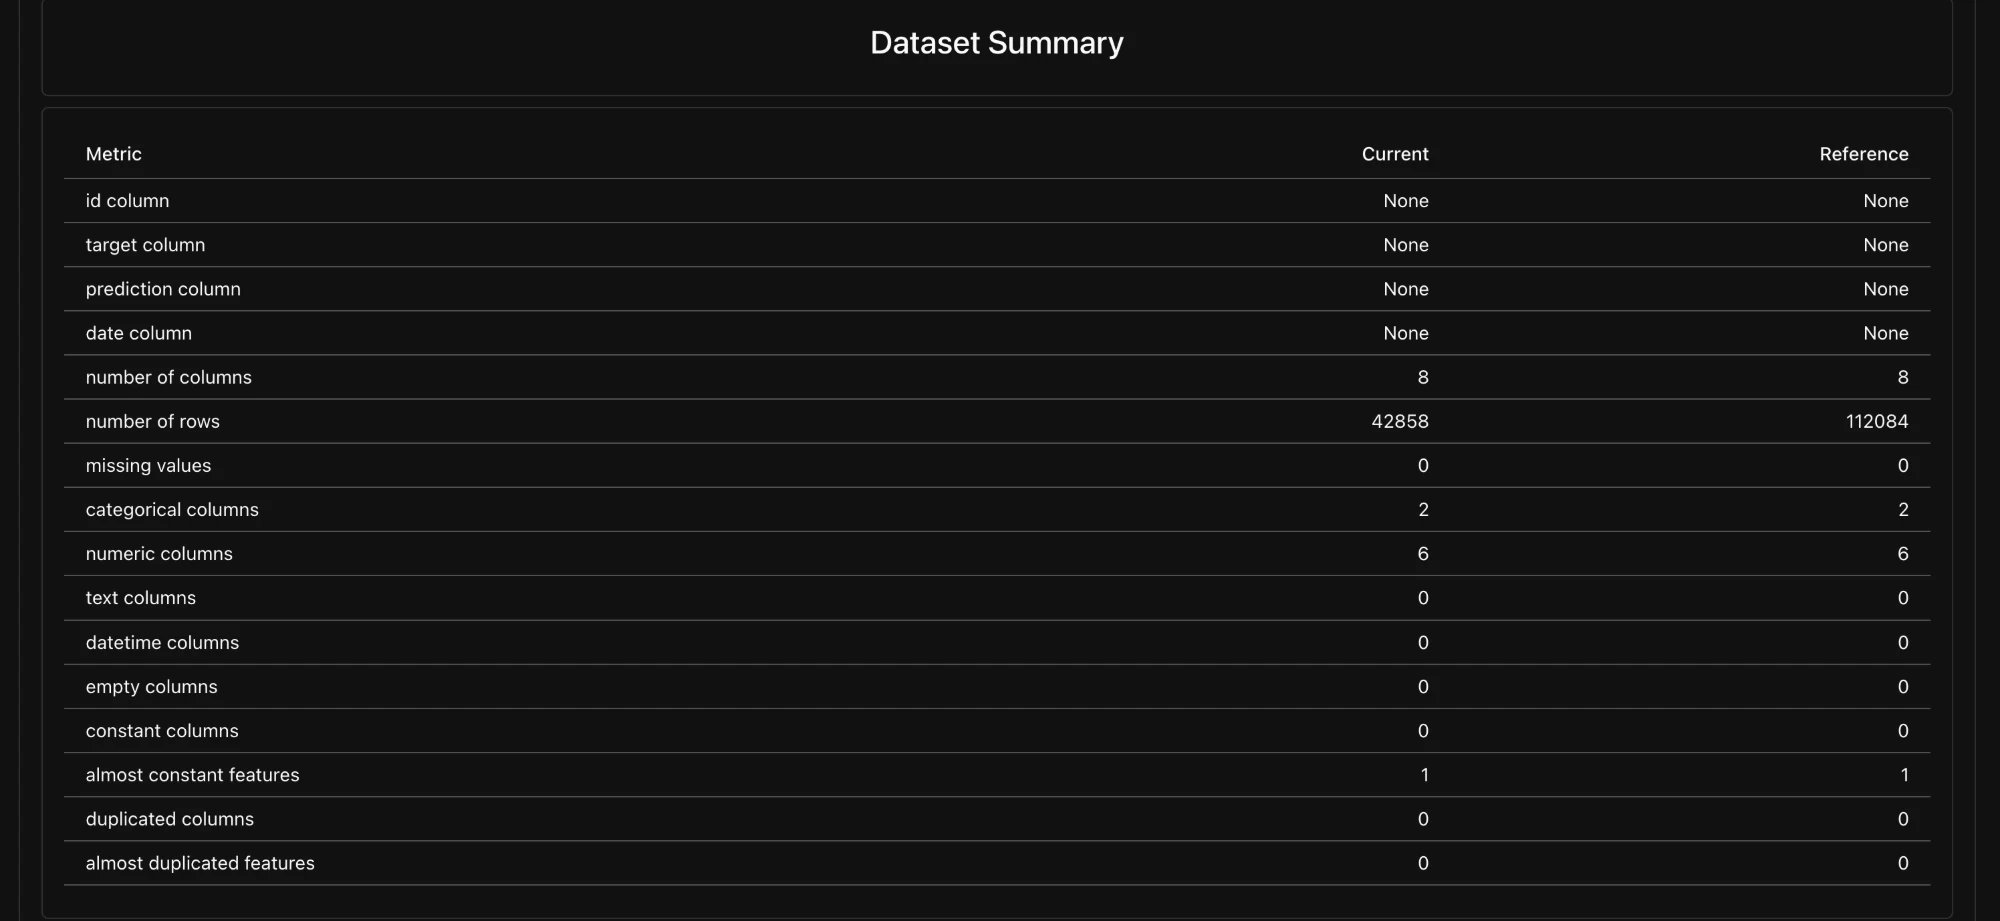 Dataset Summary
Metric Current Reference
id column None None
target column None None
prediction column None None
date column None None
number of columns 8 8
number of rows 42858 112084
missing values 0 0
categorical columns 2 2
numeric columns 6 6
text columns 0 0
datetime columns 0 0
empty columns 0 0
constant columns 0 0
almost constant features 1 1
duplicated columns 0 0
almost duplicated features 0 0